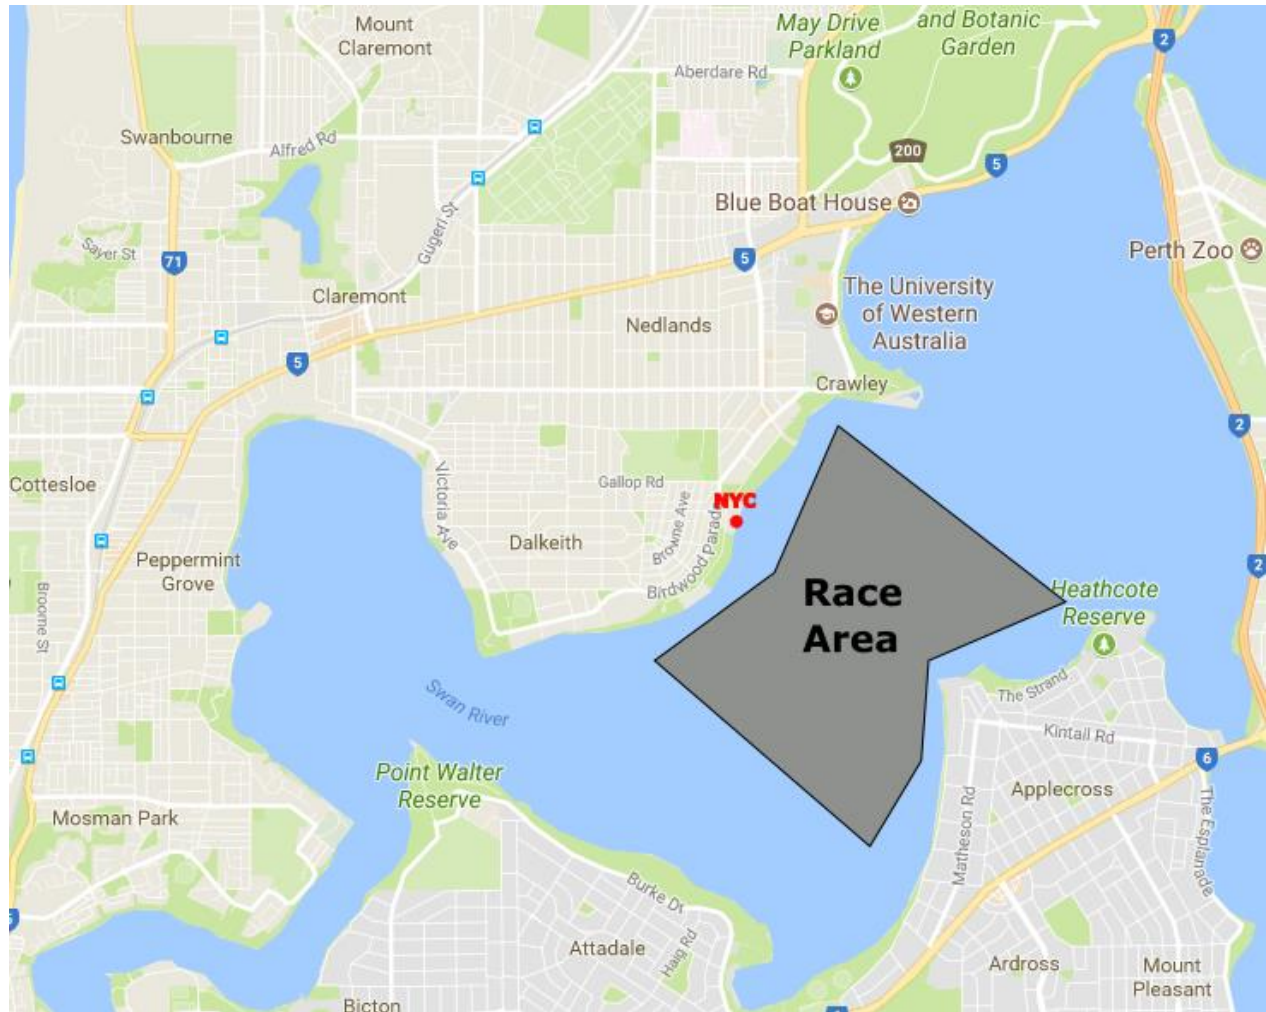 Mount
Claremont
May Drive
Parkland
and Botanic
Garden
2
Aberdare Rd
Swanbourne
Alfred Rd
200
5
Blue Boat House
Gugeri St
Sayer St
71
5
Perth Zoo
Claremont
The University
of Western
Australia
Nedlands
5
Crawley
2
Cottesloe
Victoria Ave
Gallop Rd
NYC
Browne Ave
Dalkeith
Birdwood Parade
Peppermint
Grove
2
Broome St
Race
Area
Heathcote
Reserve
Swan River
The Strand
Kintail Rd
6
Point Walter
Reserve
Applecross
Mosman Park
Matheson Rd
The Esplanade
Burke Dr
5
Attadale
Haig Rd
Ardross
Mount
Pleasant
Bicton